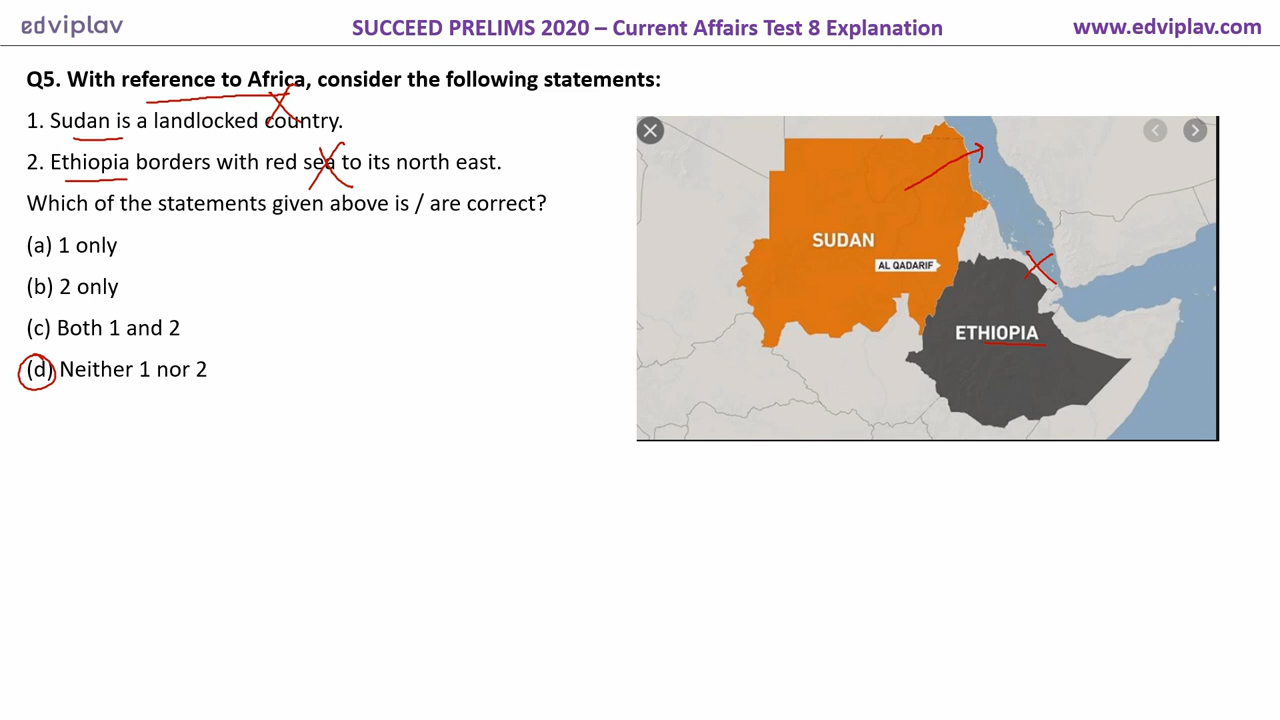 edviplav
SUCCEED PRELIMS 2020 – Current Affairs Test 8 Explanation
www.edviplav.com
Q5. With reference to Africa, consider the following statements:
1. Sudan is a landlocked country.
2. Ethiopia borders with red sea to its north east.
Which of the statements given above is / are correct?
(a) 1 only
(b) 2 only
(c) Both 1 and 2
(d) Neither 1 nor 2
SUDAN
AL QADARIF
ETHIOPIA